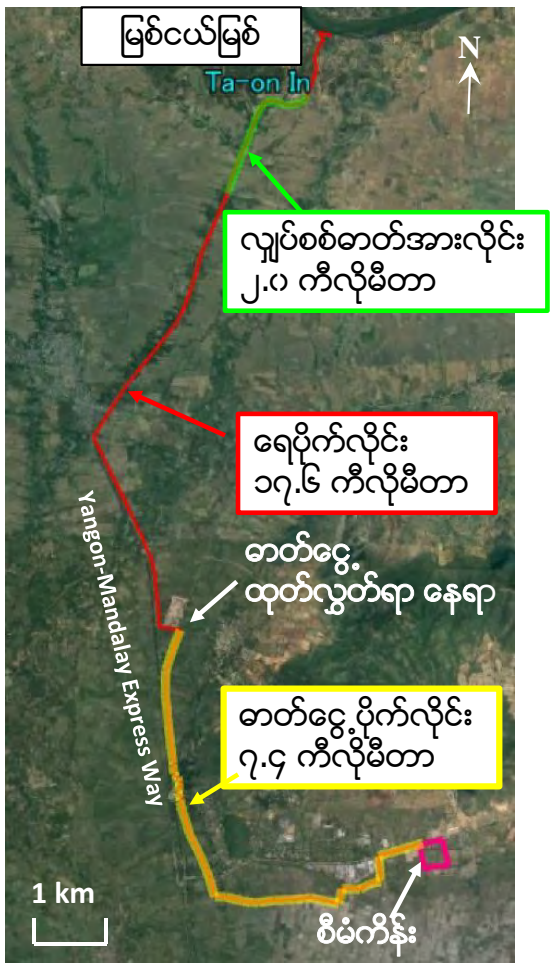 မြစ်ငယ်မြစ်
N
Ta-on In
လျှပ်စစ်ဓာတ်အားလိုင်း
၂.၀ ကီလိုမီတာ
ရေပိုက်လိုင်း
၁၇.၆ ကီလိုမီတာ
Yangon-Mandalay Express Way
ဓာတ်ငွေ့
ထုတ်လွှတ်ရာ နေရာ
ဓာတ်ငွေ့ ပိုက်လိုင်း
၇.၄ ကီလိုမီတာ
1 km
စီမံကိန်း